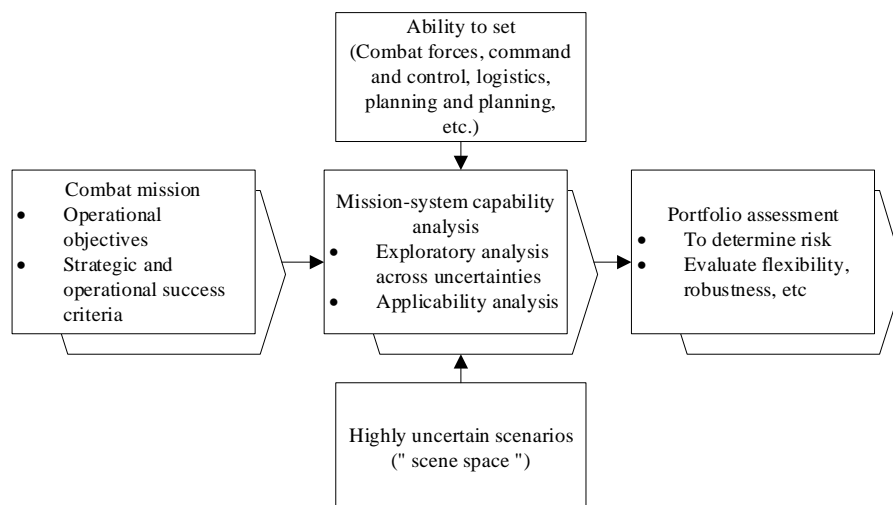 Ability to set
(Combat forces, command
and control, logistics,
planning and planning,
etc.)
Combat mission
• Operational
objectives
• Strategic and
operational success
criteria
Mission-system capability
analysis
• Exploratory analysis
across uncertainties
• Applicability analysis
Portfolio assessment
• To determine risk
• Evaluate flexibility,
robustness, etc
Highly uncertain scenarios
(" scene space ")